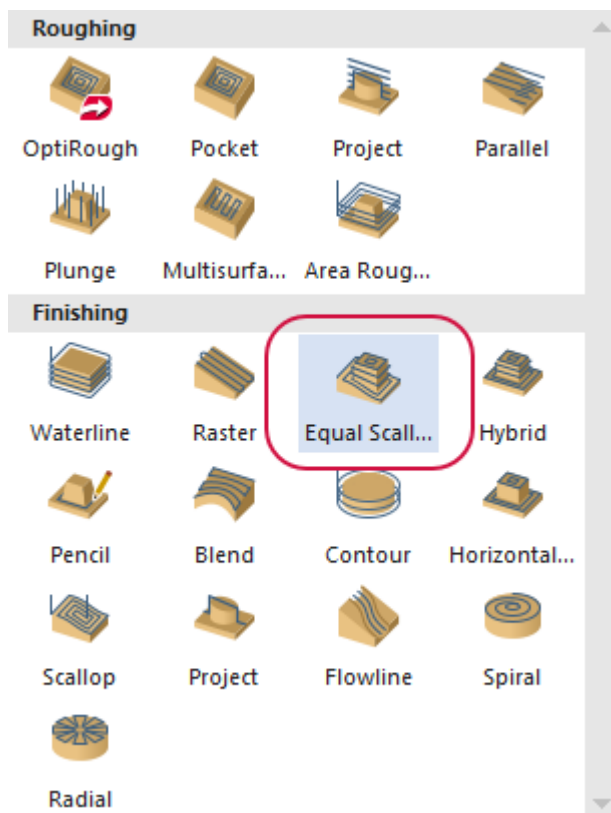 Roughing
OptiRough Pocket Project Parallel
Plunge Multisurfa... Area Roug...
Finishing
Waterline Raster Equal Scall... Hybrid
Pencil Blend Contour Horizontal...
Scallop Project Flowline Spiral
Radial